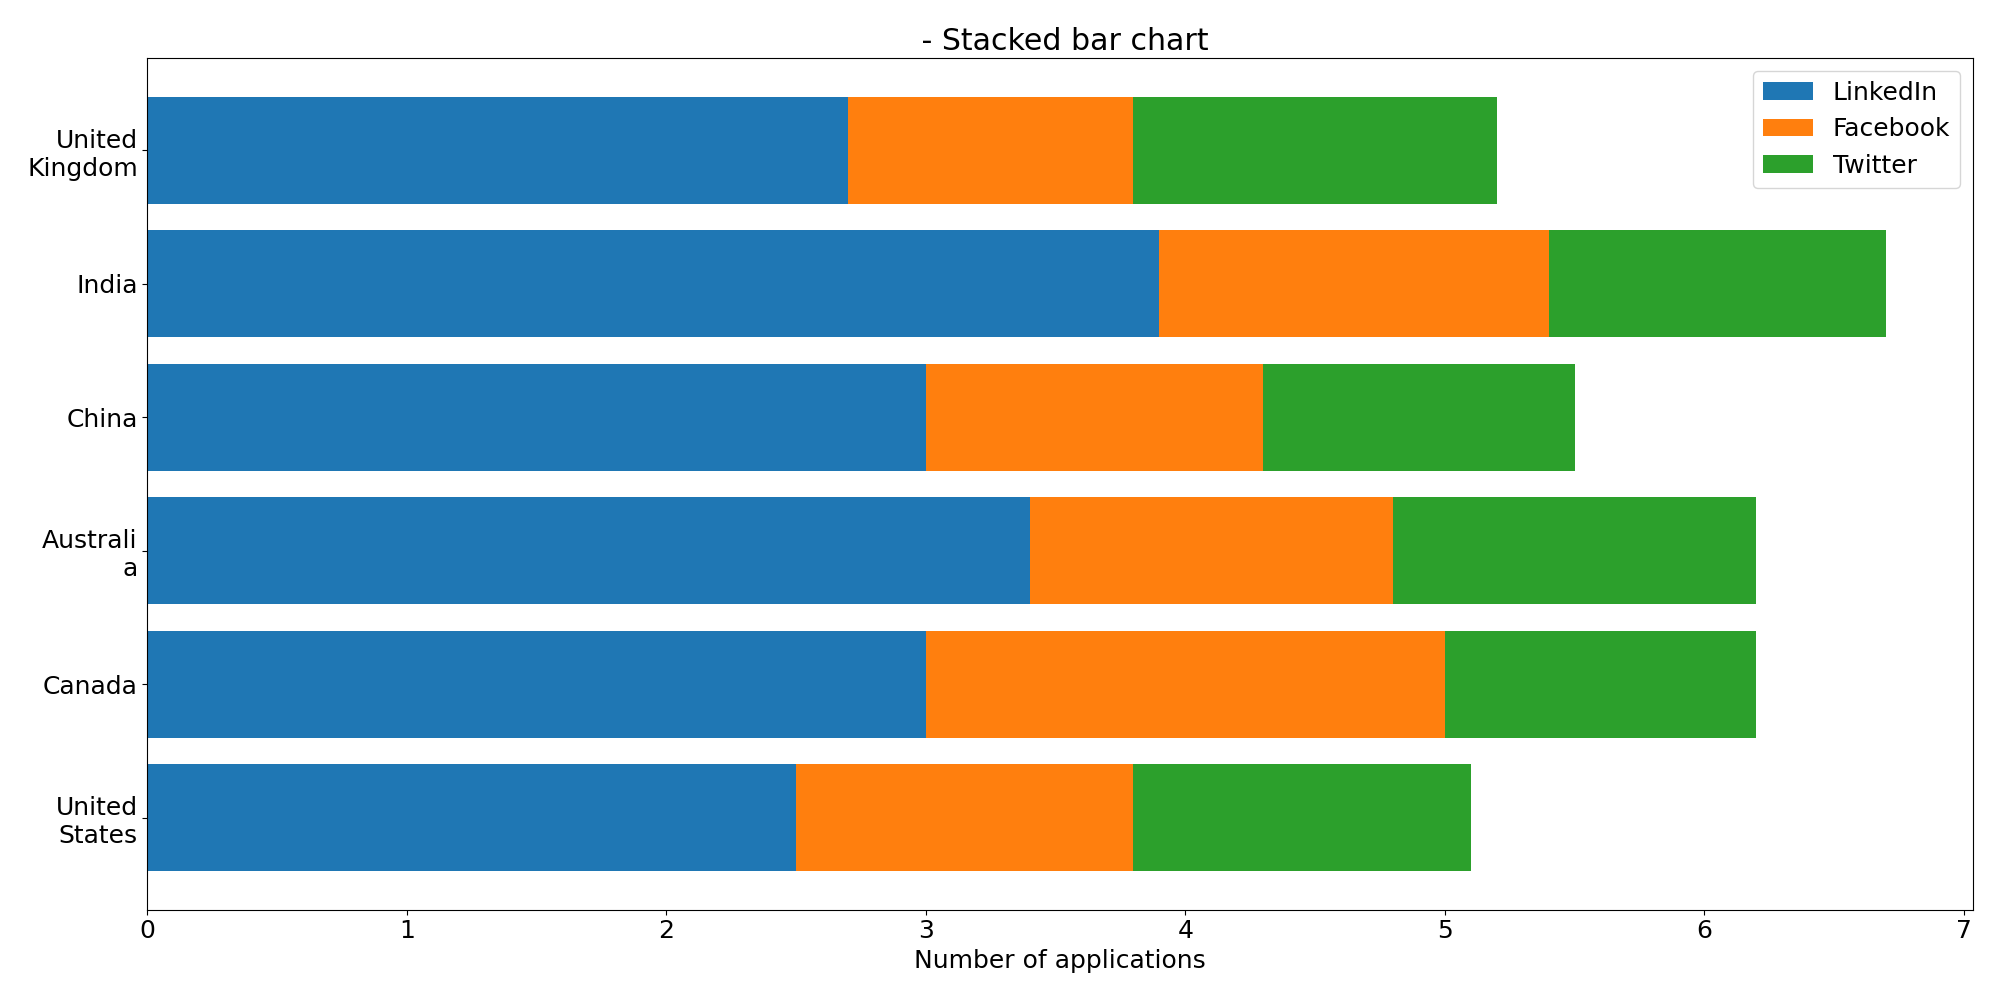 - Stacked bar chart
LinkedIn
Facebook
Twitter
United
Kingdom
India
China
Australi
a
Canada
United
States
0 1 2 3 4 5 6 7
Number of applications